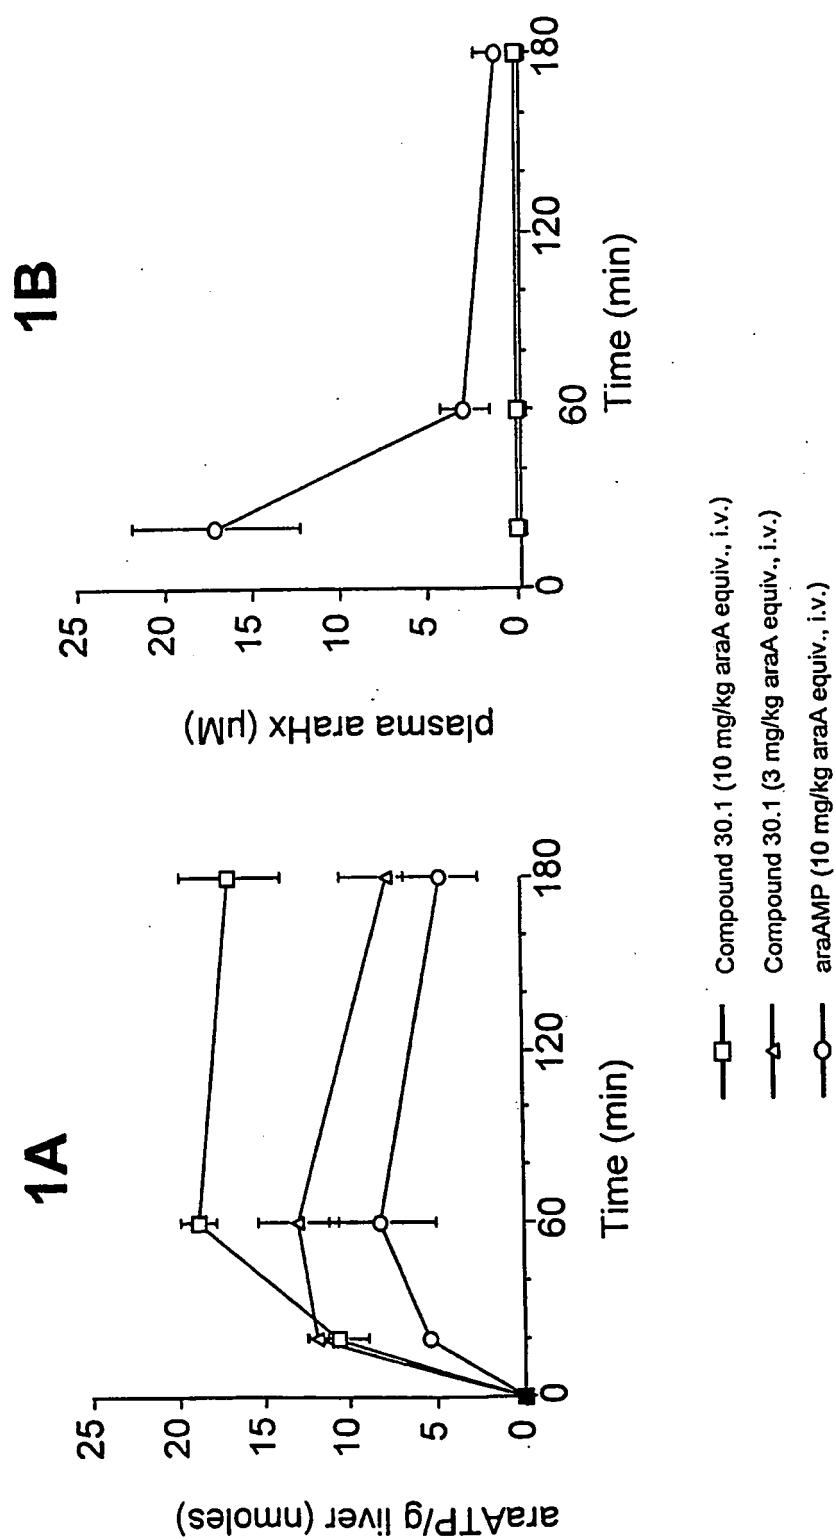 1A
araATP/g liver (nmoles)
25
20
15
10
5
0
0
60
120
180
Time (min)
1B
plasma araHx (µM)
25
20
15
10
5
0
0
60
120
180
Time (min)
Compound 30.1 (10 mg/kg araA equiv., i.v.)
Compound 30.1 (3 mg/kg araA equiv., i.v.)
araAMP (10 mg/kg araA equiv., i.v.)